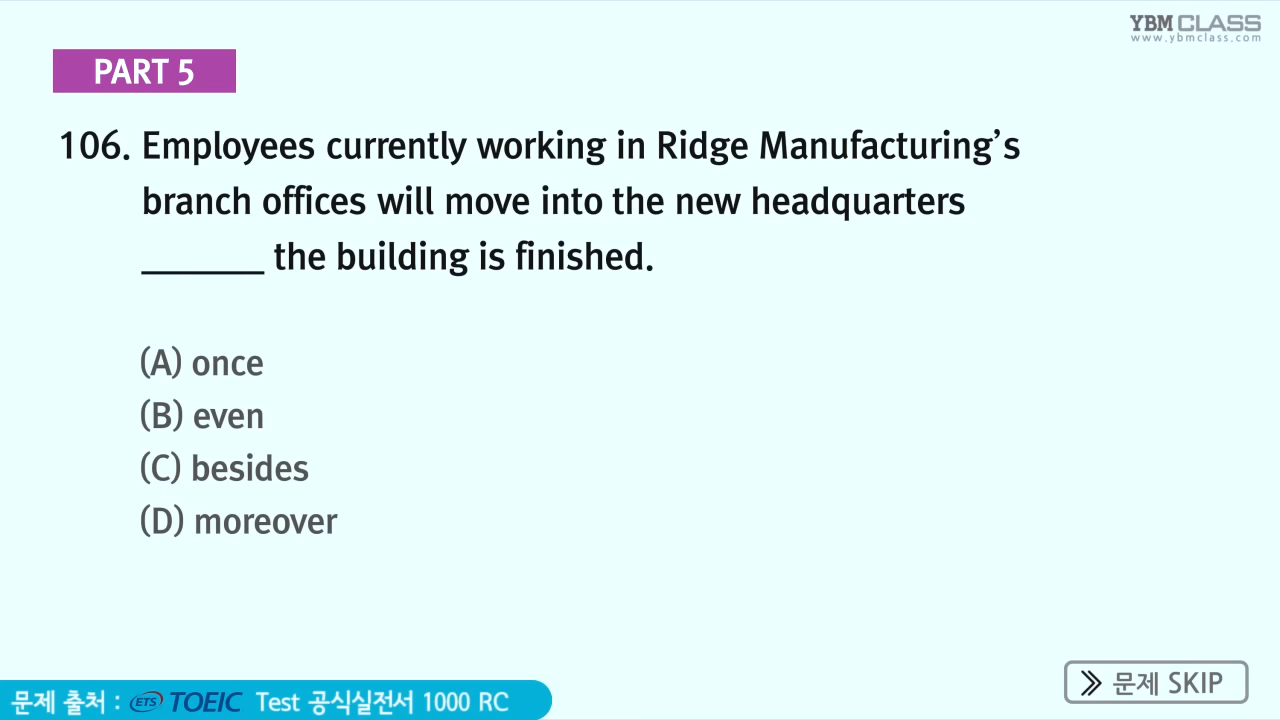 YBM CLASS
www.ybmclass.com
PART 5
106. Employees currently working in Ridge Manufacturing’s
branch offices will move into the new headquarters
______ the building is finished.
(A) once
(B) even
(C) besides
(D) moreover
문제 SKIP
문제 출처 : ETS TOEIC Test 공식실전서 1000 RC